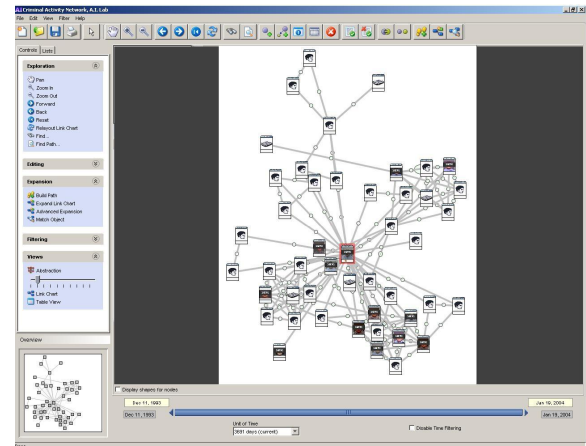 Criminal Activity Network, A.I. Lab
File Edit View Filter Help
Controls Lists
Exploration
Pan
Zoom In
Zoom Out
Forward
Back
Reset
Relayout Link Chart
Find...
Find Path...
Editing
Expansion
Build Path
Expand Link Chart
Advanced Expansion
Match Object
Filtering
Views
Abstraction
Link Chart
Table View
Overview
Display shapes for nodes
Dec 11, 1993 Jan 19, 2004
Dec 11, 1993 Jan 19, 2004
Unit of Time
3691 days (current) Disable Time Filtering